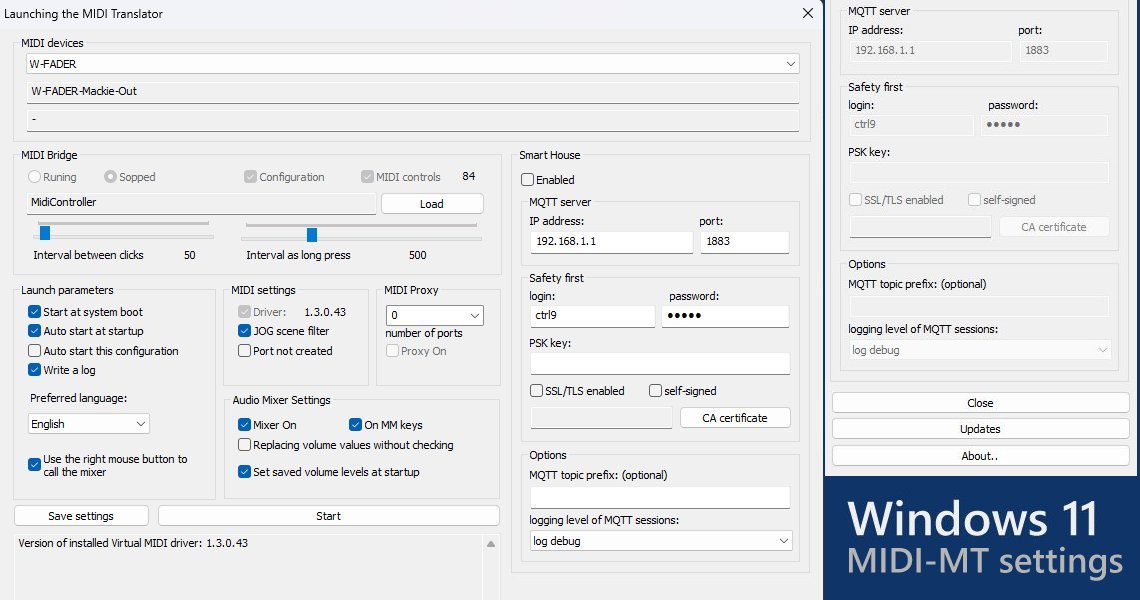 Launching the MIDI Translator
MIDI devices
W-FADER
W-FADER-Mackie-Out
-
MIDI Bridge
Runing
Sopped
Configuration
MIDI controls
84
MidiController
Load
Interval between clicks
50
Interval as long press
500
Launch parameters
Start at system boot
Auto start at startup
Auto start this configuration
Write a log
Preferred language:
English
Use the right mouse button to
call the mixer
MIDI settings
Driver:
1.3.0.43
JOG scene filter
Port not created
MIDI Proxy
0
number of ports
Proxy On
Audio Mixer Settings
Mixer On
On MM keys
Replacing volume values without checking
Set saved volume levels at startup
Save settings
Start
Version of installed Virtual MIDI driver: 1.3.0.43
Smart House
Enabled
MQTT server
IP address:
port:
192.168.1.1
1883
Safety first
login:
password:
ctrl9
●●●●●
PSK key:
SSL/TLS enabled
self-signed
CA certificate
Options
MQTT topic prefix: (optional)
logging level of MQTT sessions:
log debug
MQTT server
IP address:
port:
192.168.1.1
1883
Safety first
login:
password:
ctrl9
●●●●●
PSK key:
SSL/TLS enabled
self-signed
CA certificate
Options
MQTT topic prefix: (optional)
logging level of MQTT sessions:
log debug
Close
Updates
About..
Windows 11
MIDI-MT settings